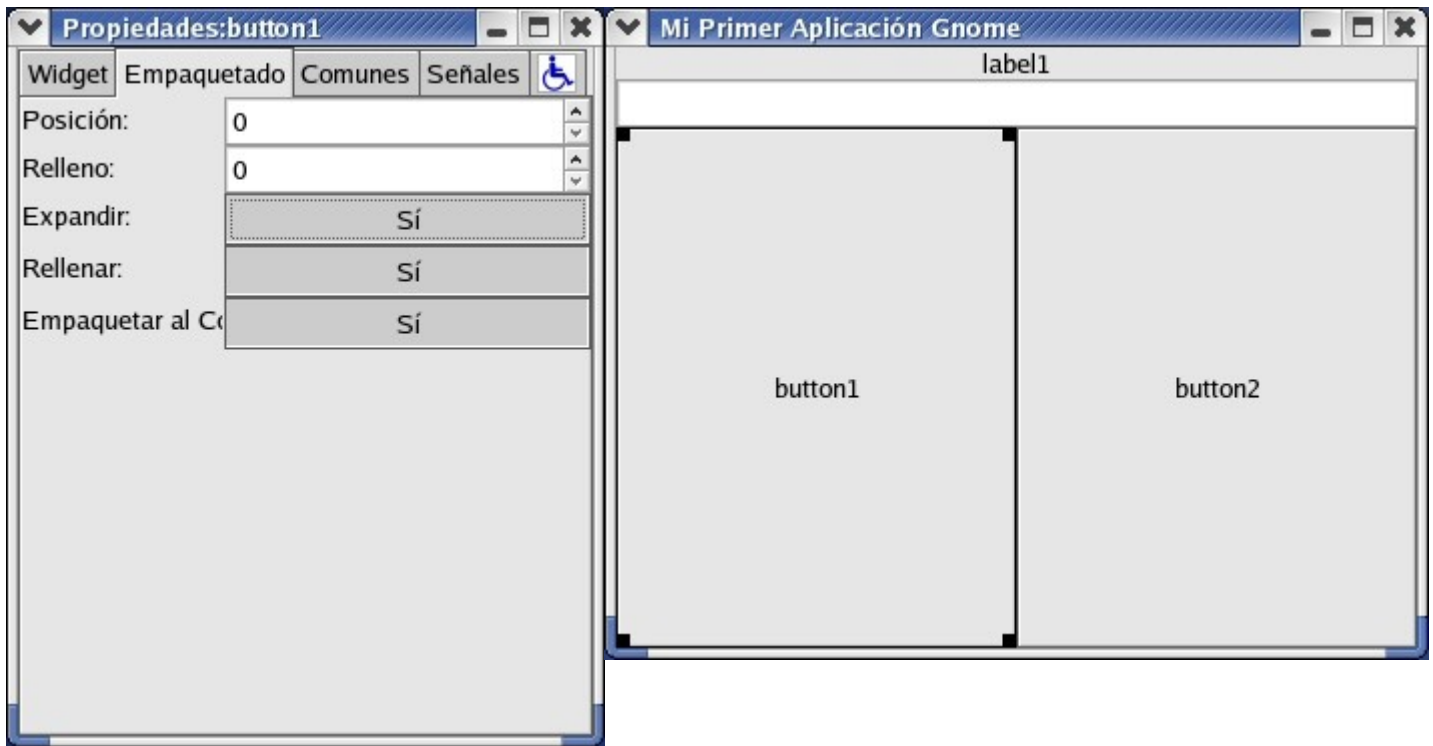 Propiedades:button1
Widget Empaquetado Comunes Señales
Posición: 0
Relleno: 0
Expandir: Sí
Rellenar: Sí
Empaquetar al Sí
Mi Primer Aplicación Gnome
label1
button1 button2